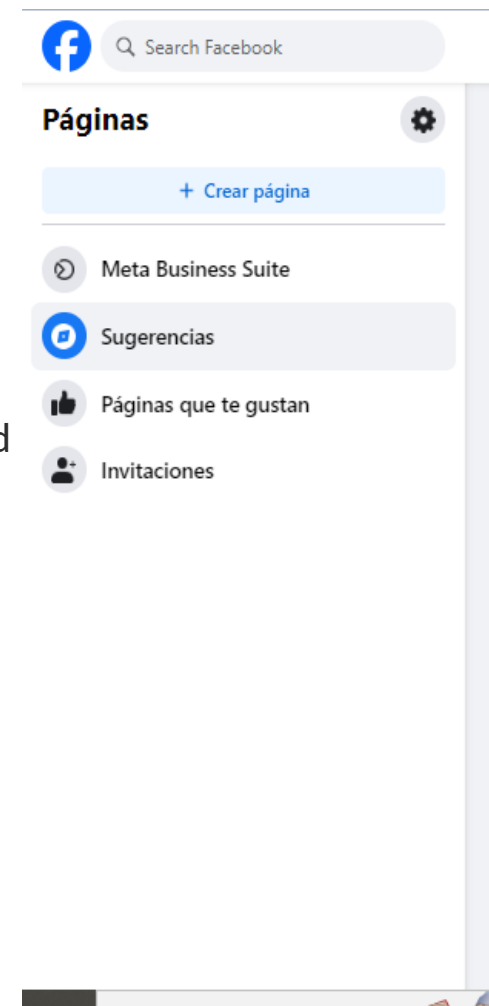 Search Facebook
Páginas
+ Crear página
Meta Business Suite
Sugerencias
Páginas que te gustan
d
Invitaciones